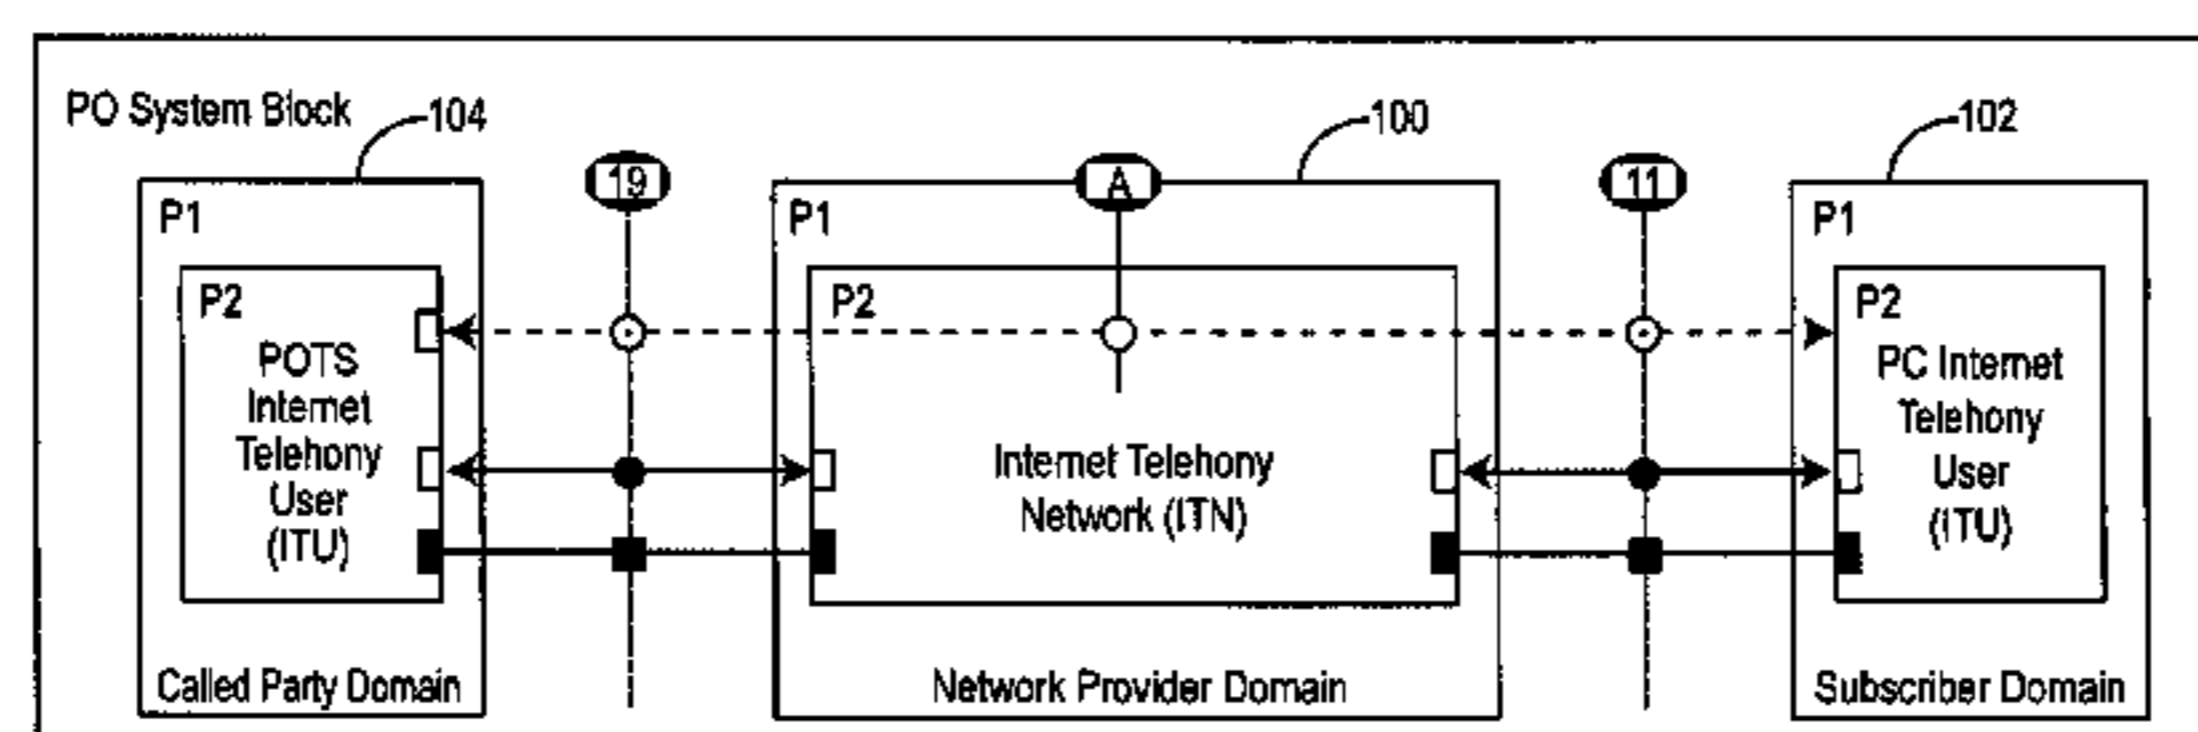 PO System Block
104
100
102
19
A
11
P1
P1
P1
P2
P2
P2
POTS
Internet
Telehony
User
(ITU)
Internet Telehony
Network (ITN)
PC Internet
Telehony
User
(ITU)
Called Party Domain
Network Provider Domain
Subscriber Domain